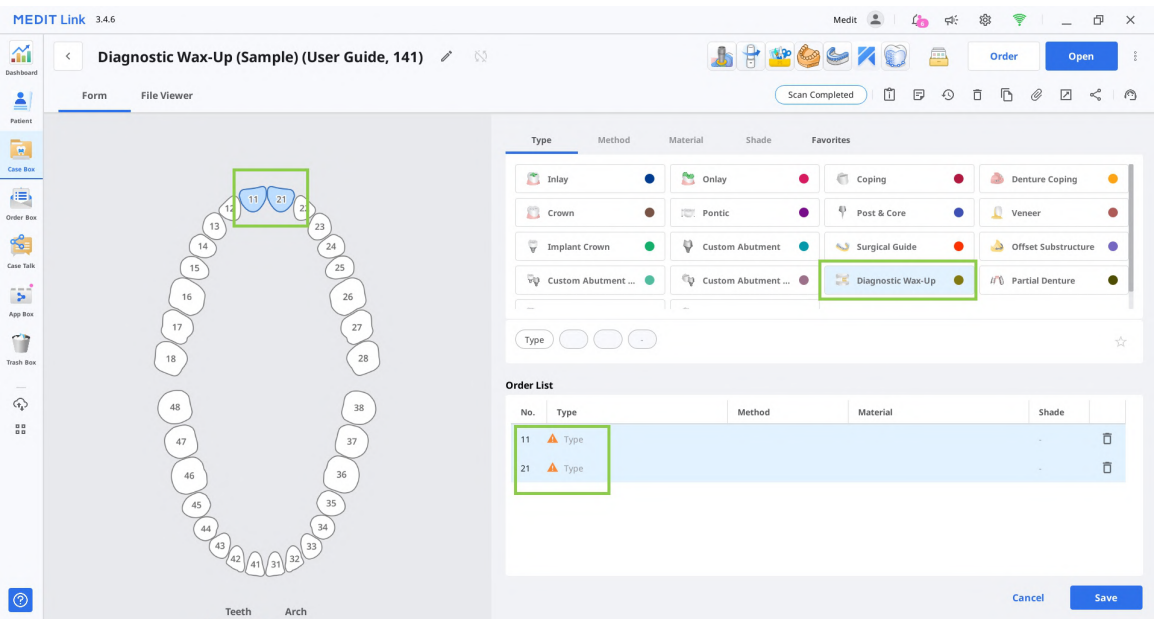 MEDIT Link 3.4.6
Medit
Dashboard
Patient
Case Box
Order Box
Case Talk
App Box
Trash Box
Diagnostic Wax-Up (Sample) (User Guide, 141)
Order
Open
Form
File Viewer
Scan Completed
11 21
12
13 23
14 24
15 25
16 26
17 27
18 28
48 38
47 37
46 36
45 35
44 34
43 33
42 41 31 32
Teeth Arch
Type Method Material Shade Favorites
Inlay Onlay Coping Denture Coping
Crown Pontic Post & Core Veneer
Implant Crown Custom Abutment Surgical Guide Offset Substructure
Custom Abutment ... Custom Abutment ... Diagnostic Wax-Up Partial Denture
Type -
Order List
No. Type Method Material Shade
11 Type -
21 Type -
Cancel Save